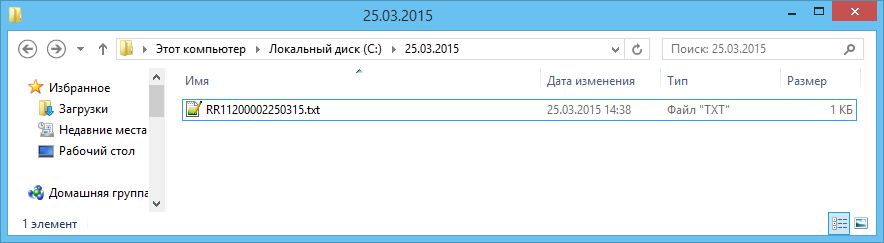 25.03.2015
Этот компьютер Локальный диск (C:) 25.03.2015
Поиск: 25.03.2015
Избранное
Загрузки
Недавние места
Рабочий стол
Домашняя группа
Имя Дата изменения Тип Размер
RR11200002250315.txt 25.03.2015 14:38 Файл "TXT" 1 КБ
1 элемент